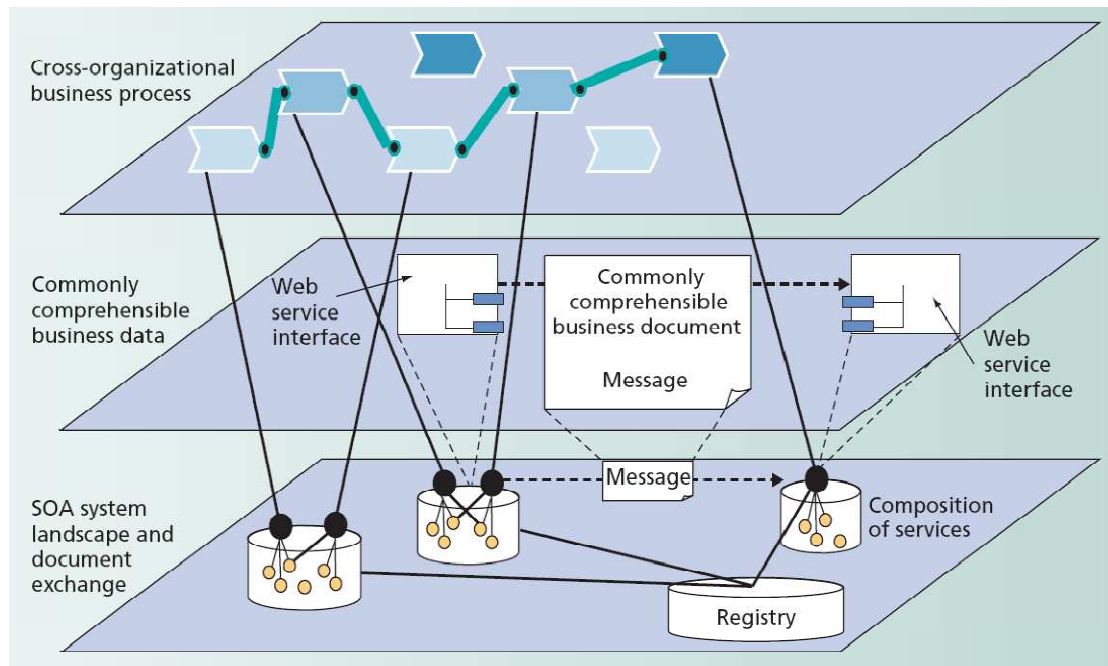 Cross-organizational
business process
Commonly
comprehensible
business data
Web
service
interface
Commonly
comprehensible
business document
Message
Web
service
interface
SOA system
landscape and
document
exchange
Message
Composition
of services
Registry